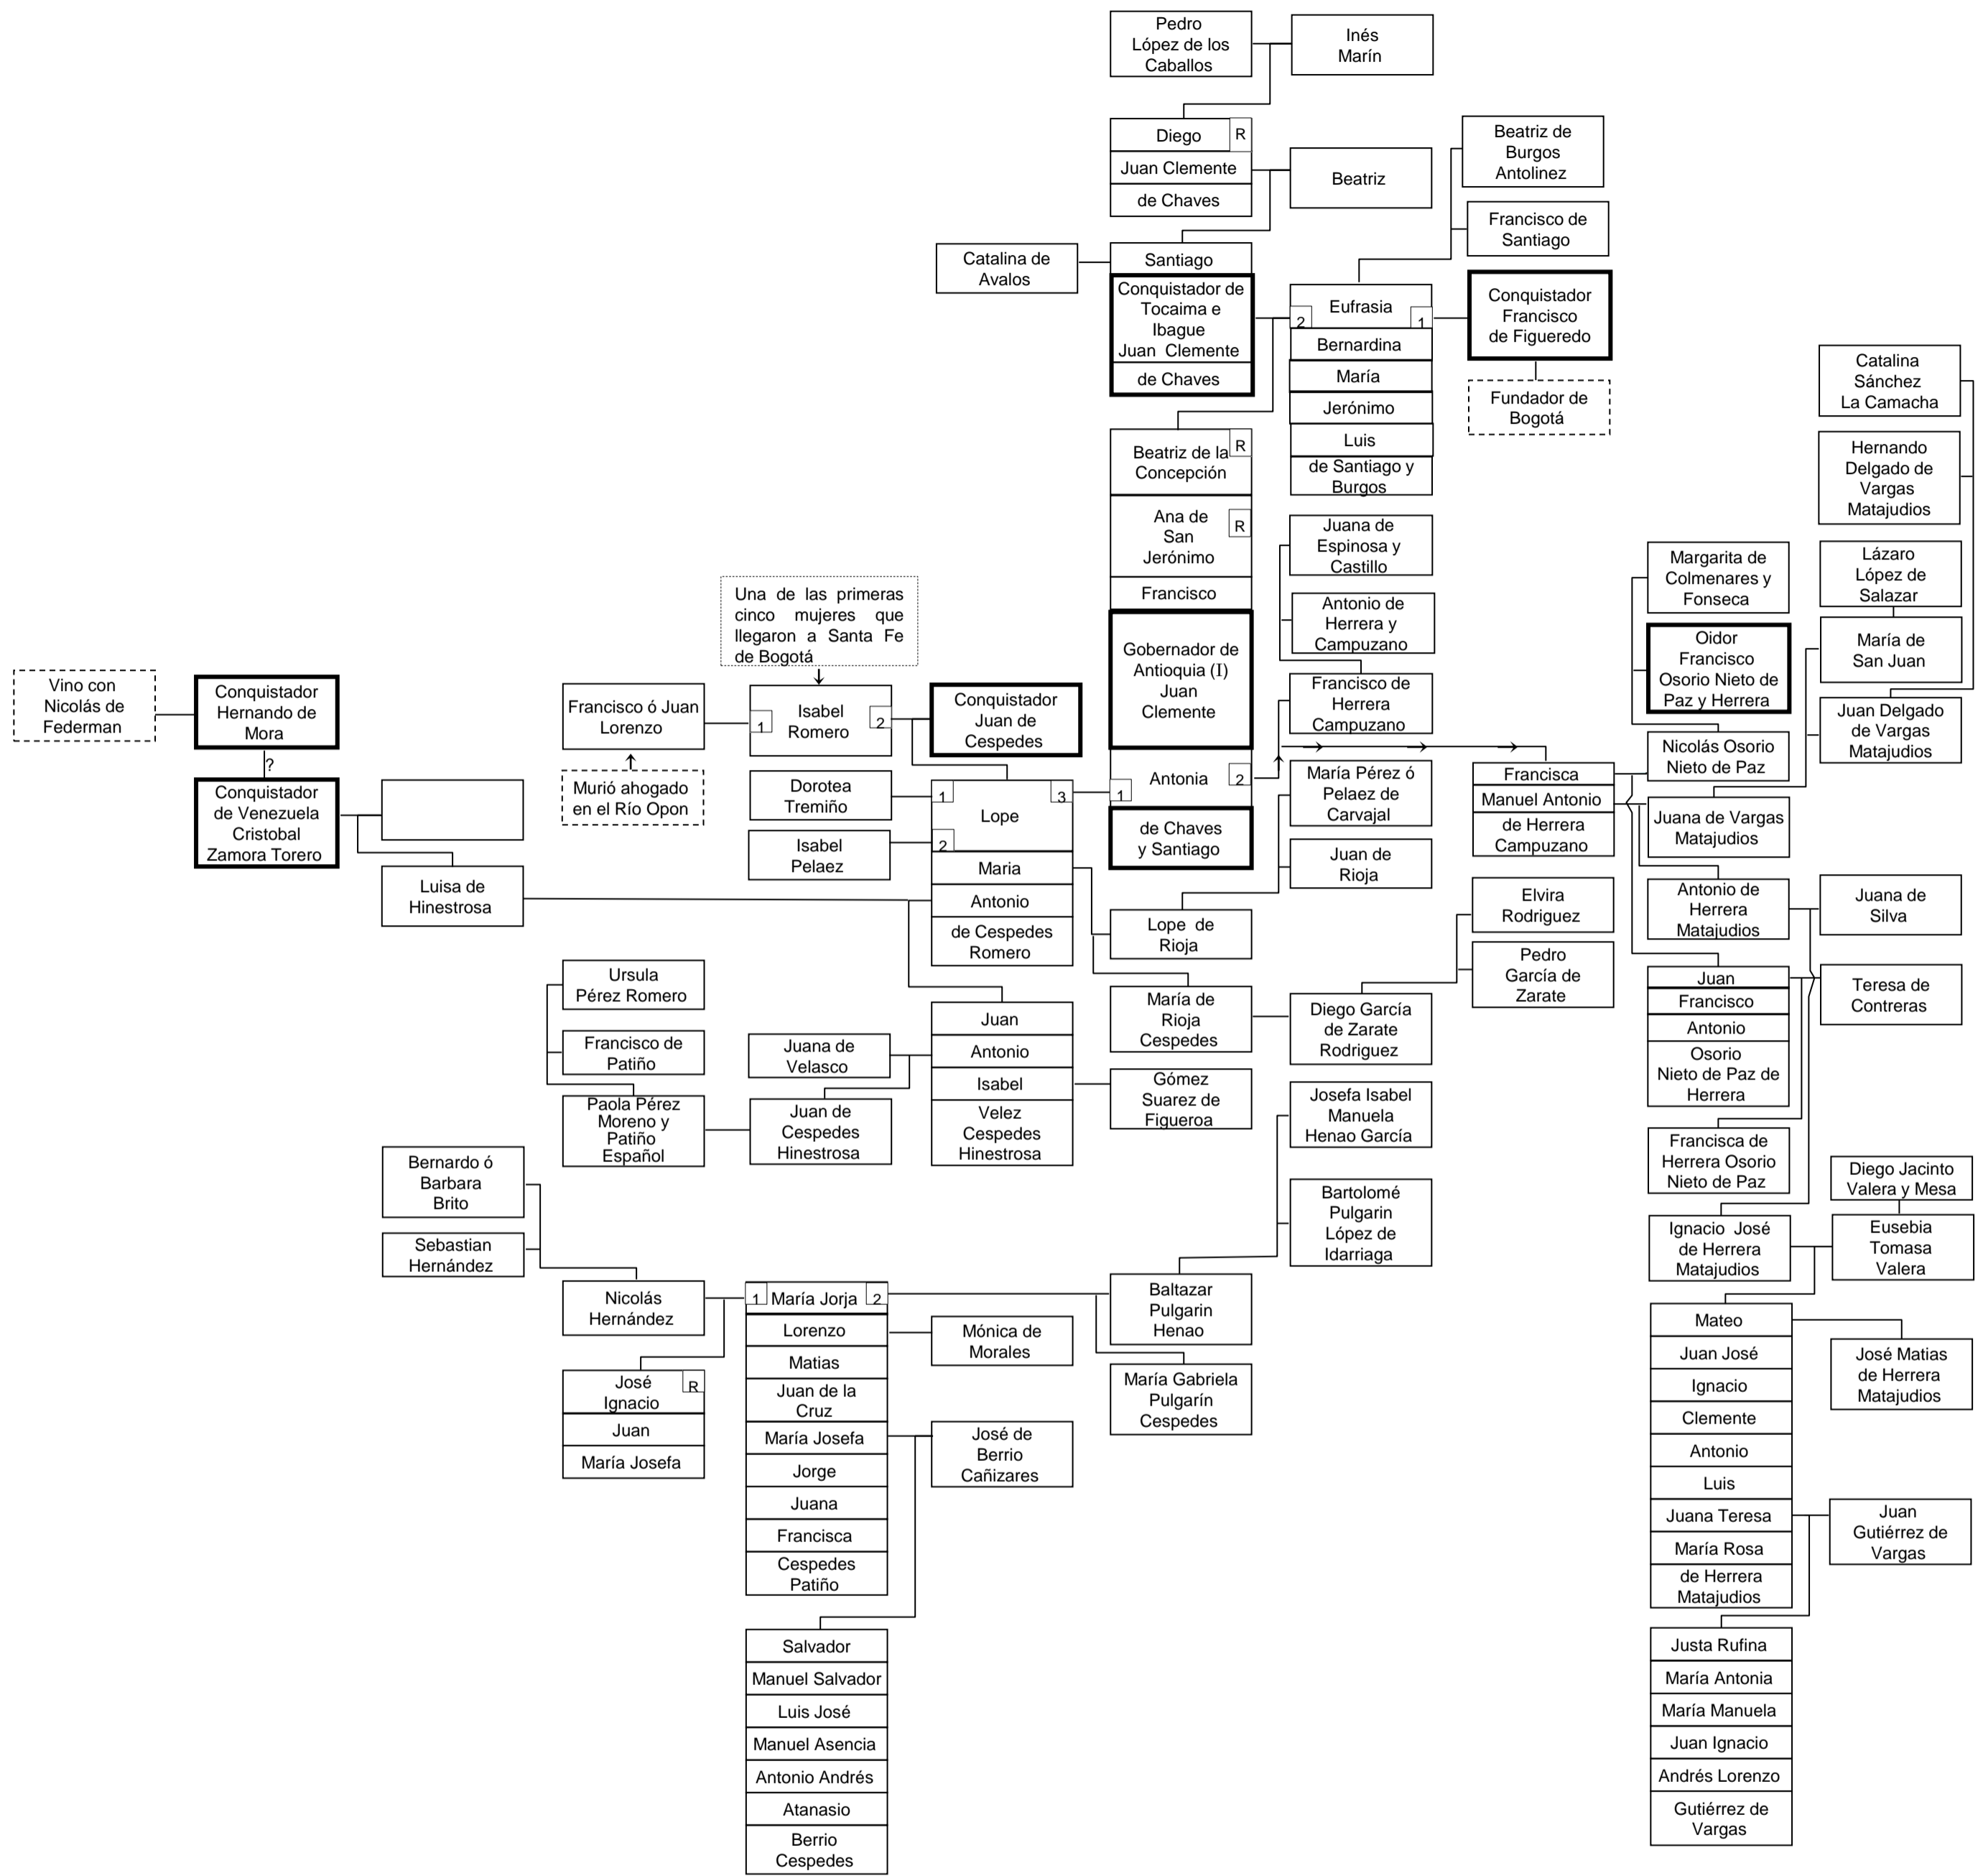 Pedro
López de los
Caballos
Inés
Marín
Diego
R
Juan Clemente
de Chaves
Beatriz
Beatriz de
Burgos
Antolinez
Francisco de
Santiago
Catalina de
Avalos
Santiago
Conquistador de
Tocaima e
Ibague
Juan Clemente
de Chaves
Eufrasia
2
1
Bernardina
María
Jerónimo
Luis
de Santiago y
Burgos
Conquistador
Francisco
de Figueredo
Fundador de
Bogotá
Catalina
Sánchez
La Camacha
Hernando
Delgado de
Vargas
Matajudios
Lázaro
López de
Salazar
María de
San Juan
Juan Delgado
de Vargas
Matajudios
Beatriz de la
Concepción
R
Ana de
San
Jerónimo
R
Francisco
Gobernador de
Antioquia (I)
Juan
Clemente
Antonia
1
2
de Chaves
y Santiago
Juana de
Espinosa y
Castillo
Antonio de
Herrera y
Campuzano
Francisco de
Herrera
Campuzano
María Pérez ó
Pelaez de
Carvajal
Juan de
Rioja
Margarita de
Colmenares y
Fonseca
Oidor
Francisco
Osorio Nieto de
Paz y Herrera
Nicolás Osorio
Nieto de Paz
Francisca
Manuel Antonio
de Herrera
Campuzano
Juana de Vargas
Matajudios
Antonio de
Herrera
Matajudios
Juana de
Silva
Vino con
Nicolás de
Federman
Conquistador
Hernando de
Mora
?
Conquistador
de Venezuela
Cristobal
Zamora Torero
Luisa de
Hinestrosa
Una de las primeras
cinco mujeres que
llegaron a Santa Fe
de Bogotá
Francisco ó Juan
Lorenzo
Murió ahogado
en el Río Opon
1
Isabel
Romero
2
Conquistador
Juan de
Cespedes
Dorotea
Tremiño
Isabel
Pelaez
1
3
Lope
2
Maria
Antonio
de Cespedes
Romero
Lope de
Rioja
Elvira
Rodriguez
Pedro
García de
Zarate
María de
Rioja
Cespedes
Diego García
de Zarate
Rodriguez
Juan
Francisco
Antonio
Osorio
Nieto de Paz de
Herrera
Teresa de
Contreras
Francisca de
Herrera Osorio
Nieto de Paz
Ursula
Pérez Romero
Francisco de
Patiño
Paola Pérez
Moreno y
Patiño
Español
Juana de
Velasco
Juan de
Cespedes
Hinestrosa
Juan
Antonio
Isabel
Velez
Cespedes
Hinestrosa
Gómez
Suarez de
Figueroa
Josefa Isabel
Manuela
Henao García
Bartolomé
Pulgarin
López de
Idarriaga
Diego Jacinto
Valera y Mesa
Eusebia
Tomasa
Valera
Ignacio José
de Herrera
Matajudios
Bernardo ó
Barbara
Brito
Sebastian
Hernández
Nicolás
Hernández
1
María Jorja
2
Lorenzo
Matias
Juan de la
Cruz
María Josefa
Jorge
Juana
Francisca
Cespedes
Patiño
Mónica de
Morales
José de
Berrio
Cañizares
Baltazar
Pulgarin
Henao
María Gabriela
Pulgarín
Cespedes
José
Ignacio
R
Juan
María Josefa
Mateo
Juan José
Ignacio
Clemente
Antonio
Luis
Juana Teresa
María Rosa
de Herrera
Matajudios
José Matias
de Herrera
Matajudios
Juan
Gutiérrez de
Vargas
Salvador
Manuel Salvador
Luis José
Manuel Asencia
Antonio Andrés
Atanasio
Berrio
Cespedes
Justa Rufina
María Antonia
María Manuela
Juan Ignacio
Andrés Lorenzo
Gutiérrez de
Vargas